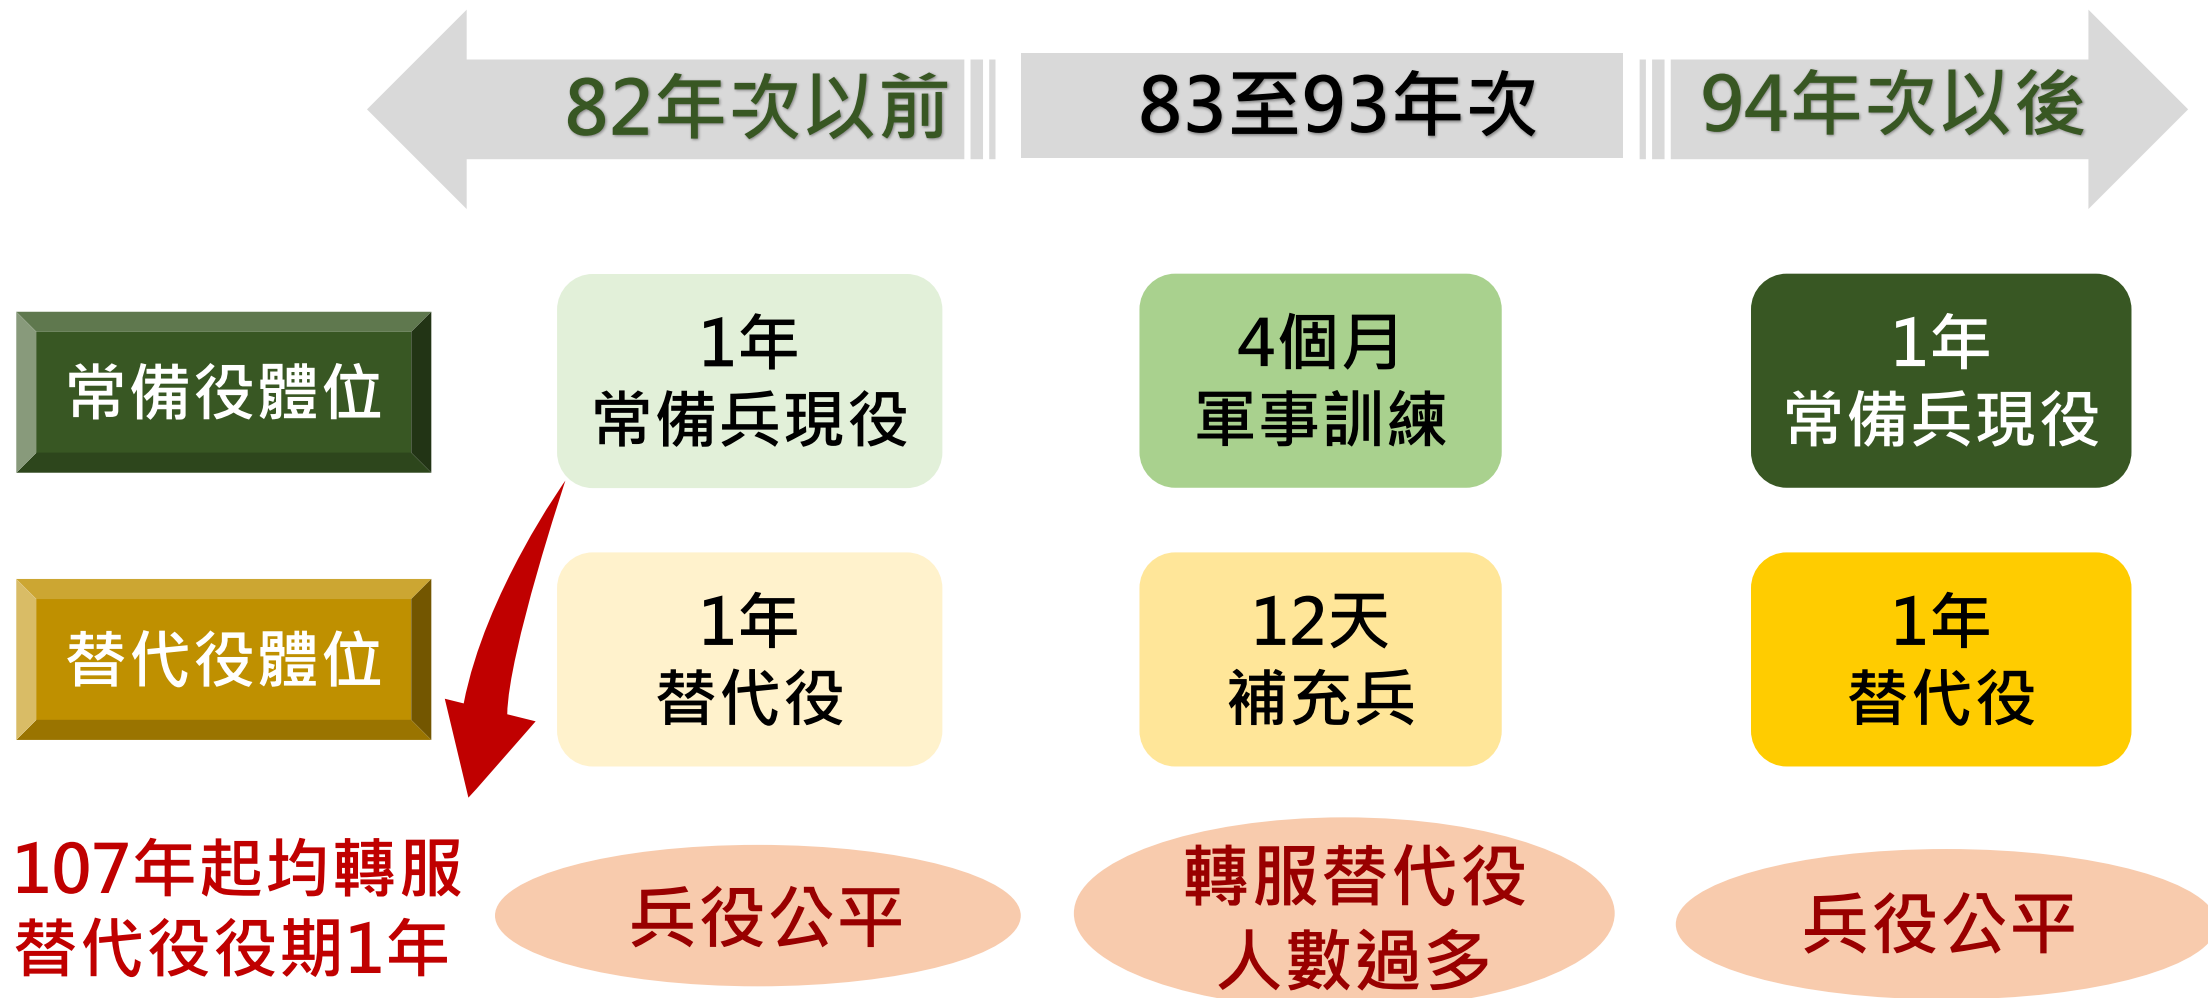 82年次以前
83至93年次
94年次以後
常備役體位
1年
常備兵現役
4個月
軍事訓練
1年
常備兵現役
替代役體位
1年
替代役
12天
補充兵
1年
替代役
107年起均轉服
替代役役期1年
兵役公平
轉服替代役
人數過多
兵役公平